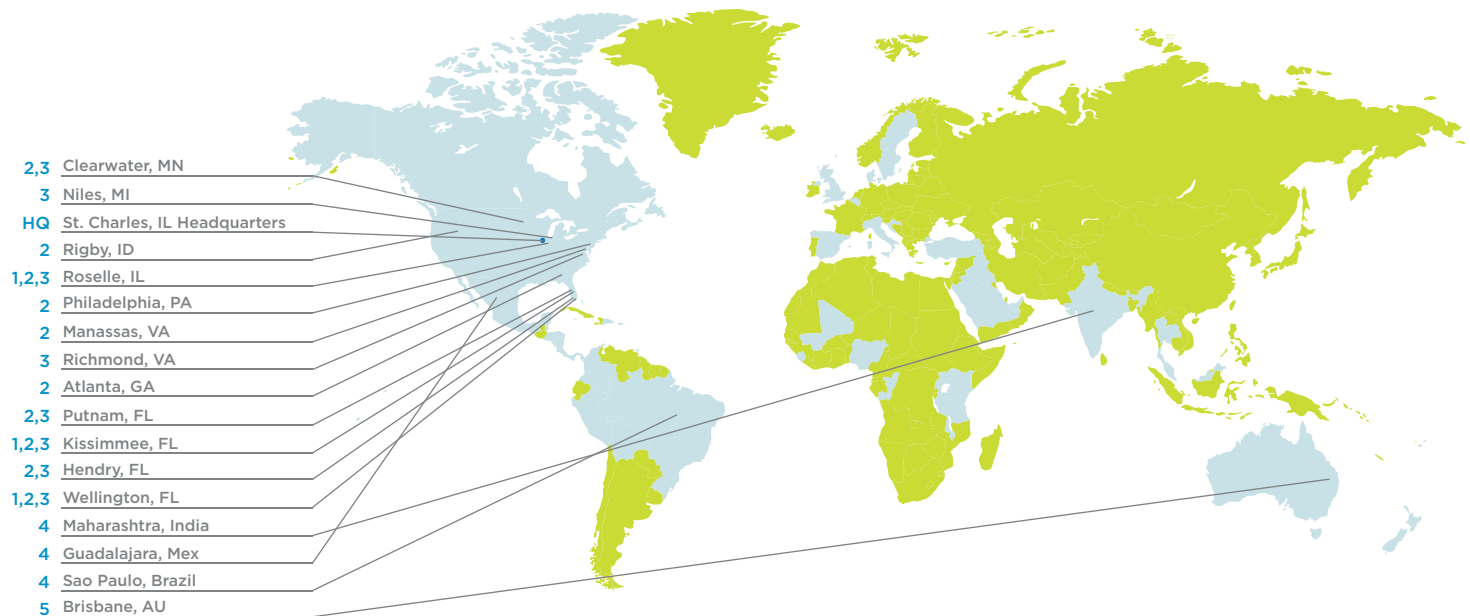 2,3 Clearwater, MN
3 Niles, MI
HQ St. Charles, IL Headquarters
2 Rigby, ID
1,2,3 Roselle, IL
2 Philadelphia, PA
2 Manassas, VA
3 Richmond, VA
2 Atlanta, GA
2,3 Putnam, FL
1,2,3 Kissimmee, FL
2,3 Hendry, FL
1,2,3 Wellington, FL
4 Maharashtra, India
4 Guadalajara, Mex
4 Sao Paulo, Brazil
5 Brisbane, AU